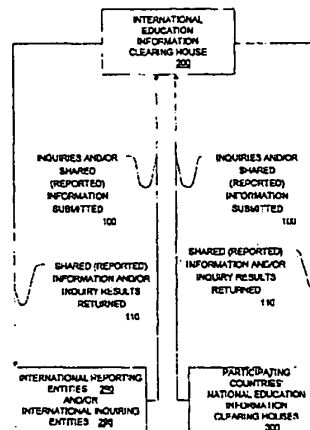 INTERNATIONAL
EDUCATION
INFORMATION
CLEARING HOUSE
200
INQUIRIES AND/OR
SHARED
(REPORTED)
INFORMATION
SUBMITTED
100
INQUIRIES AND/OR
SHARED
(REPORTED)
INFORMATION
SUBMITTED
100
SHARED (REPORTED)
INFORMATION AND/OR
INQUIRY RESULTS
RETURNED
110
SHARED (REPORTED)
INFORMATION AND/OR
INQUIRY RESULTS
RETURNED
110
INTERNATIONAL REPORTING
ENTITIES 250
AND/OR
INTERNATIONAL INQUIRING
ENTITIES
PARTICIPATING
COUNTRIES'
NATIONAL EDUCATION
INFORMATION
CLEARING HOUSES
300